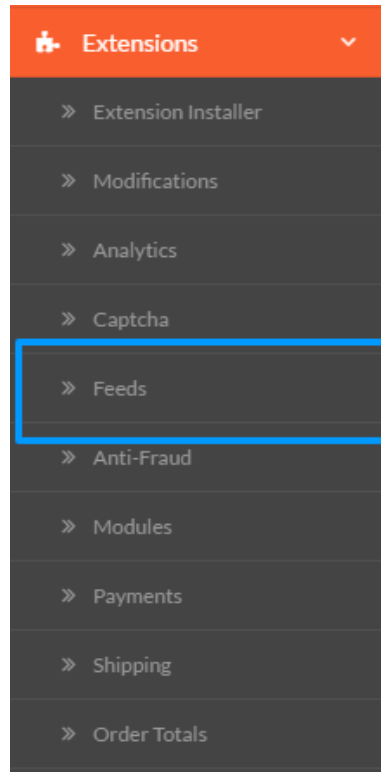 Extensions
Extension Installer
Modifications
Analytics
Captcha
Feeds
Anti-Fraud
Modules
Payments
Shipping
Order Totals